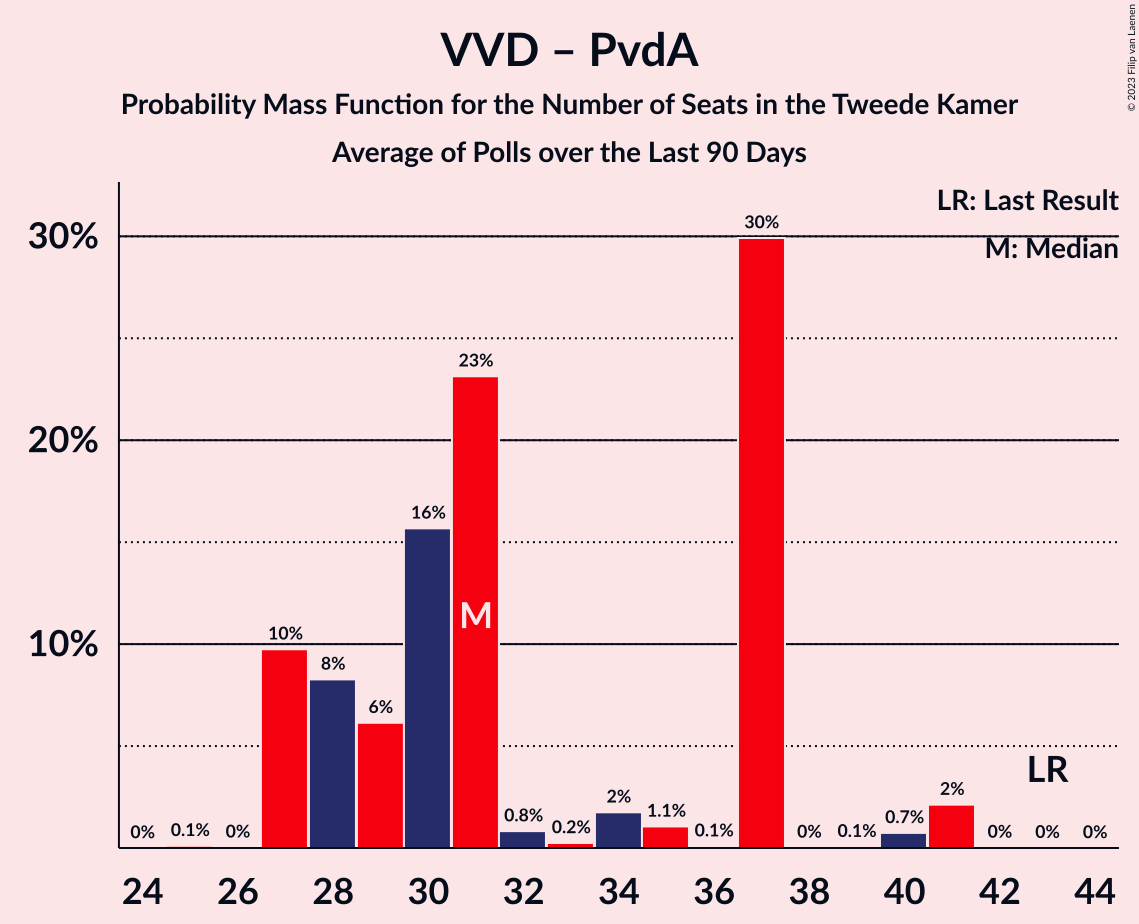 VVD – PvdA
Probability Mass Function for the Number of Seats in the Tweede Kamer
Average of Polls over the Last 90 Days
© 2023 Filip van Laenen
LR: Last Result
M: Median
30%
20%
10%
0%
0.1%
0%
10%
8%
6%
16%
23%
0.8%
0.2%
2%
1.1%
0.1%
30%
0%
0.1%
0.7%
2%
0%
0%
0%
M
LR
24 26 28 30 32 34 36 38 40 42 44